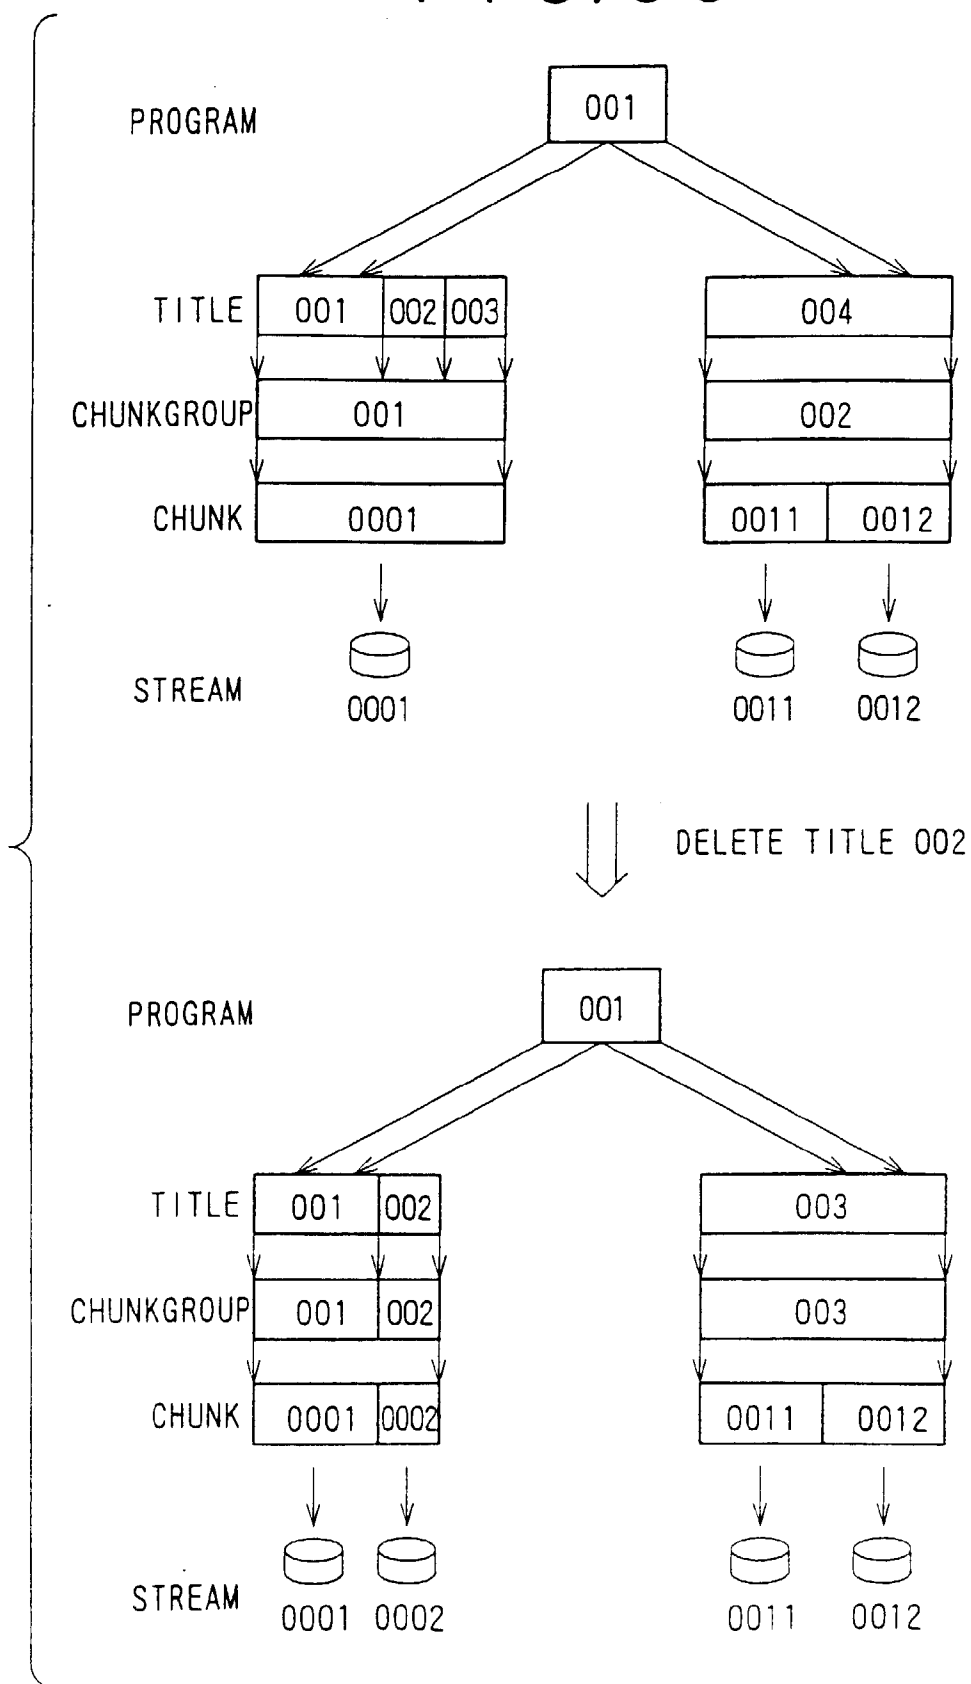 PROGRAM 001
TITLE 001 002 003 004
CHUNKGROUP 001 002
CHUNK 0001 0011 0012
STREAM 0001 0011 0012
DELETE TITLE 002
PROGRAM 001
TITLE 001 002 003
CHUNKGROUP 001 002 003
CHUNK 0001 0002 0011 0012
STREAM 0001 0002 0011 0012